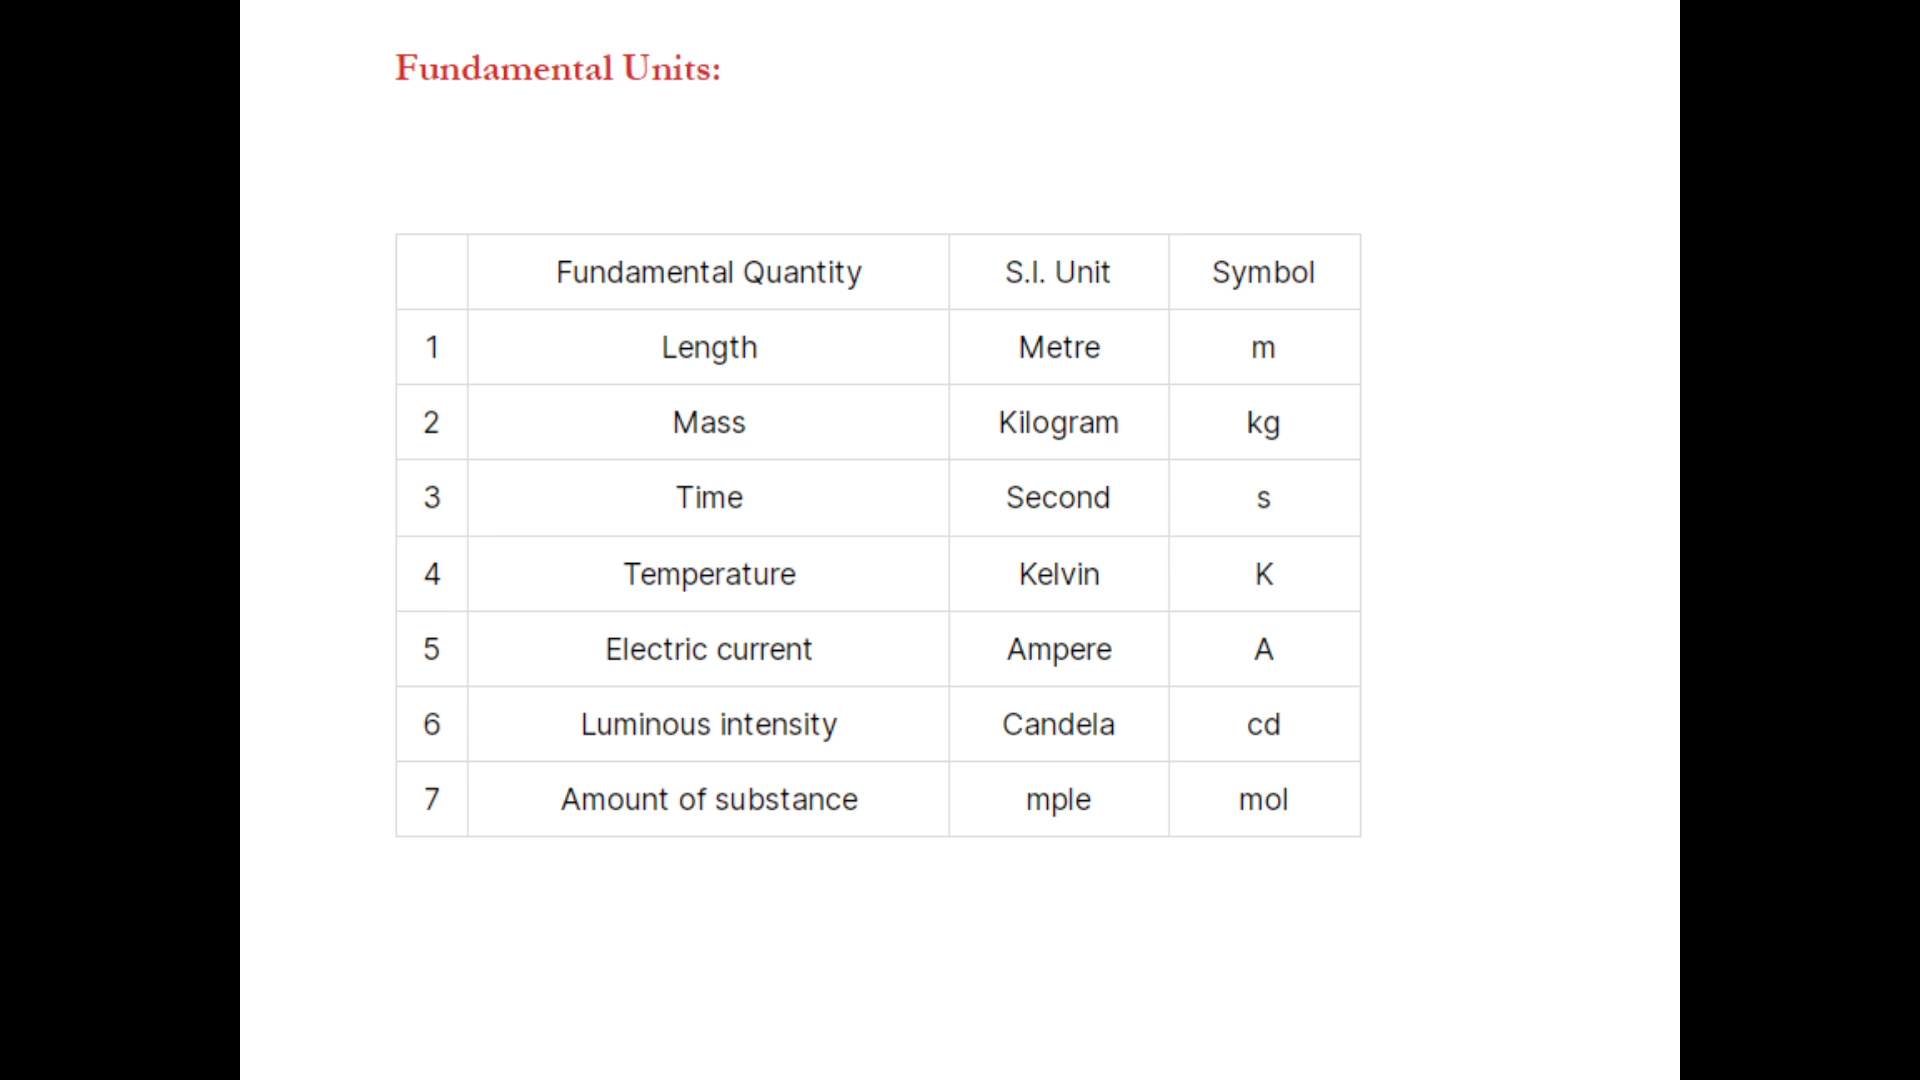 Fundamental Units:
Fundamental Quantity S.I. Unit Symbol
1 Length Metre m
2 Mass Kilogram kg
3 Time Second s
4 Temperature Kelvin K
5 Electric current Ampere A
6 Luminous intensity Candela cd
7 Amount of substance mple mol